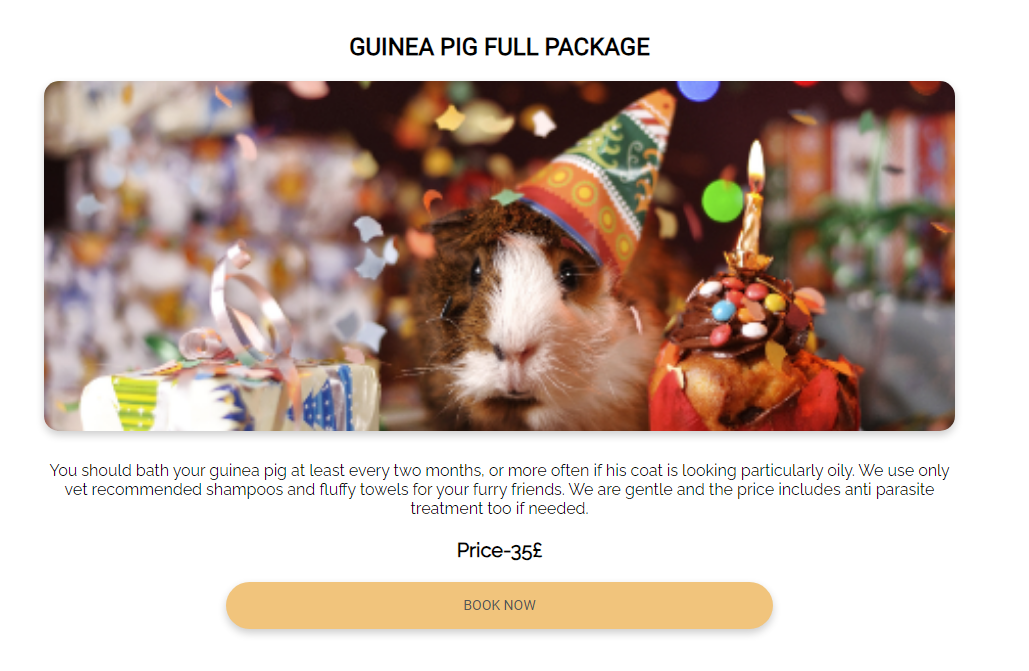 GUINEA PIG FULL PACKAGE
You should bath your guinea pig at least every two months, or more often if his coat is looking particularly oily. We use only
vet recommended shampoos and fluffy towels for your furry friends. We are gentle and the price includes anti parasite
treatment too if needed.
Price-35£
BOOK NOW